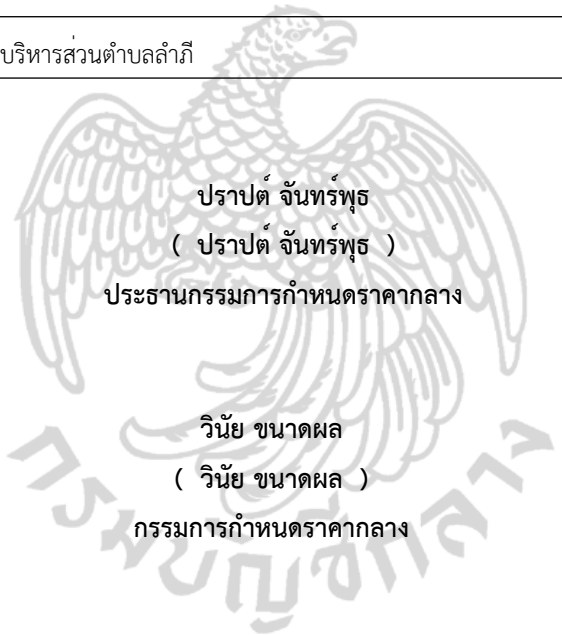 บริหารส่วนตำบลลำภี
ปราปต์ จันทร์พุธ
( ปราปต์ จันทร์พุธ )
ประธานกรรมการกำหนดราคากลาง
วินัย ขนาดผล
( วินัย ขนาดผล )
กรรมการกำหนดราคากลาง
กรมบัญชีกลาง